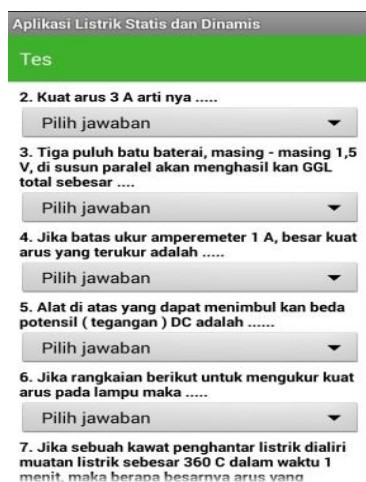 Aplikasi Listrik Statis dan Dinamis
Tes
2. Kuat arus 3 A arti nya .....
Pilih jawaban
3. Tiga puluh batu baterai, masing - masing 1,5
V, di susun paralel akan menghasil kan GGL
total sebesar ....
Pilih jawaban
4. Jika batas ukur amperemeter 1 A, besar kuat
arus yang terukur adalah .....
Pilih jawaban
5. Alat di atas yang dapat menimbul kan beda
potensil ( tegangan ) DC adalah ......
Pilih jawaban
6. Jika rangkaian berikut untuk mengukur kuat
arus pada lampu maka .....
Pilih jawaban
7. Jika sebuah kawat penghantar listrik dialiri
muatan listrik sebesar 360 C dalam waktu 1
menit, maka berapa besarnya arus yang